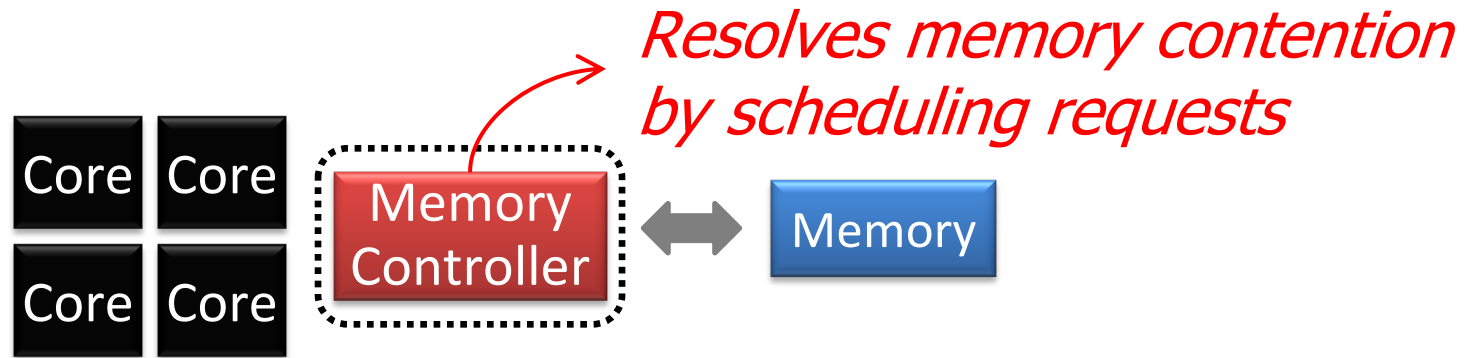 Resolves memory contention
by scheduling requests
Core Core
Core Core
Memory
Controller
Memory